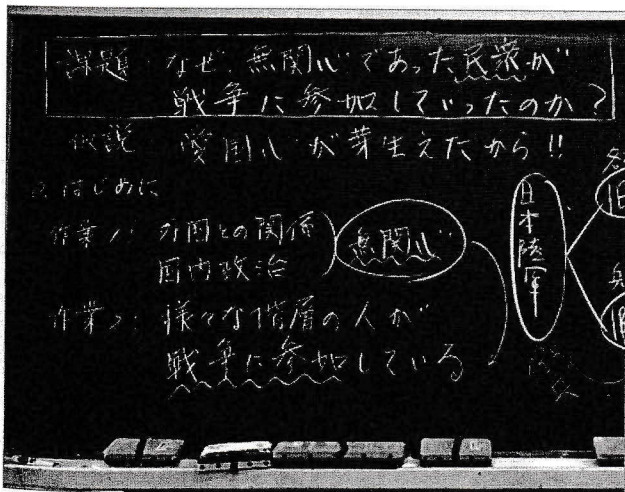 課題：なぜ、無関心であった民衆が
戦争に参加していったのか？
仮説 愛国心が芽生えたから!!
はじめに
作業1: 外国との関係
国内政治
無関心
作業2: 様々な階層の人が
戦争に参加している
日本陸軍